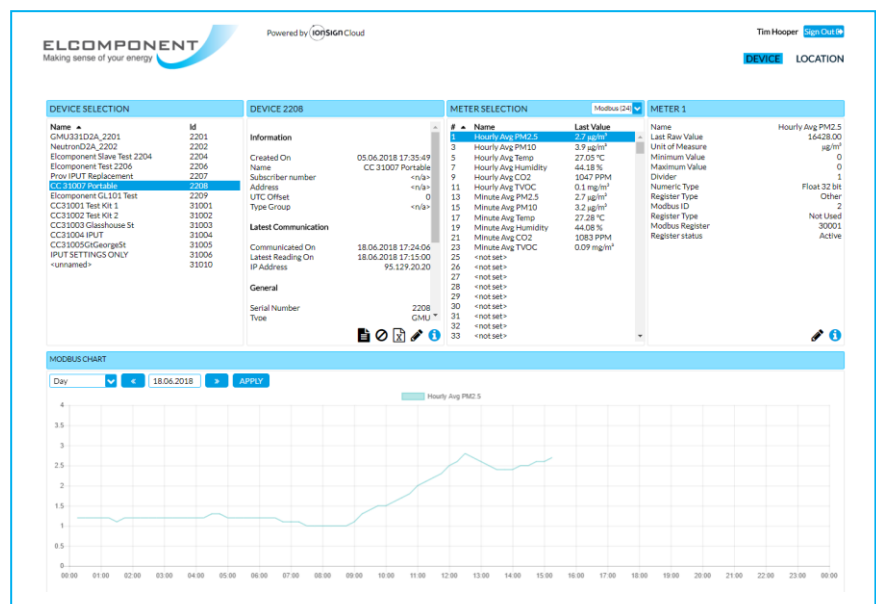 ELCOMPONENT
Making sense of your energy
Powered by ionSign Cloud
Tim Hooper Sign Out
DEVICE LOCATION
DEVICE SELECTION
Name Id
GMU331D2A_2201 2201
NeutronD2A_2202 2202
Elcomponent Slave Test 2204 2204
Elcomponent Test 2206 2206
Prov IPUT Replacement 2207
CC 31007 Portable 2208
Elcomponent GL101 Test 2209
CC31001 Test Kit 1 31001
CC31002 Test Kit 2 31002
CC31003 Glasshouse St 31003
CC31004 IPUT 31004
CC31005GtGeorgeSt 31005
IPUT SETTINGS ONLY 31006
<unnamed> 31010
DEVICE 2208
Information
Created On 05.06.2018 17:35:49
Name CC 31007 Portable
Subscriber number <n/a>
Address <n/a>
UTC Offset 0
Type Group <n/a>
Latest Communication
Communicated On 18.06.2018 17:24:06
Latest Reading On 18.06.2018 17:15:00
IP Address 95.129.20.20
General
Serial Number 2208
Type GMU
METER SELECTION Modbus (24)
# Name Last Value
1 Hourly Avg PM2.5 2.7 µg/m³
3 Hourly Avg PM10 3.9 µg/m³
5 Hourly Avg Temp 27.05 °C
7 Hourly Avg Humidity 44.18 %
9 Hourly Avg CO2 1047 PPM
11 Hourly Avg TVOC 0.1 mg/m³
13 Minute Avg PM2.5 2.7 µg/m³
15 Minute Avg PM10 3.2 µg/m³
17 Minute Avg Temp 27.28 °C
19 Minute Avg Humidity 44.08 %
21 Minute Avg CO2 1083 PPM
23 Minute Avg TVOC 0.09 mg/m³
25 <not set>
26 <not set>
27 <not set>
28 <not set>
29 <not set>
30 <not set>
31 <not set>
32 <not set>
33 <not set>
METER 1
Name Hourly Avg PM2.5
Last Raw Value 16428.00
Unit of Measure µg/m³
Minimum Value 0
Maximum Value 0
Divider 1
Numeric Type Float 32 bit
Register Type Other
Modbus ID 2
Register Type Not Used
Modbus Register 30001
Register status Active
MODBUS CHART
Day « 18.06.2018 » APPLY
Hourly Avg PM2.5
4
3.5
3
2.5
2
1.5
1
0.5
0
00:00 01:00 02:00 03:00 04:00 05:00 06:00 07:00 08:00 09:00 10:00 11:00 12:00 13:00 14:00 15:00 16:00 17:00 18:00 19:00 20:00 21:00 22:00 23:00 00:00